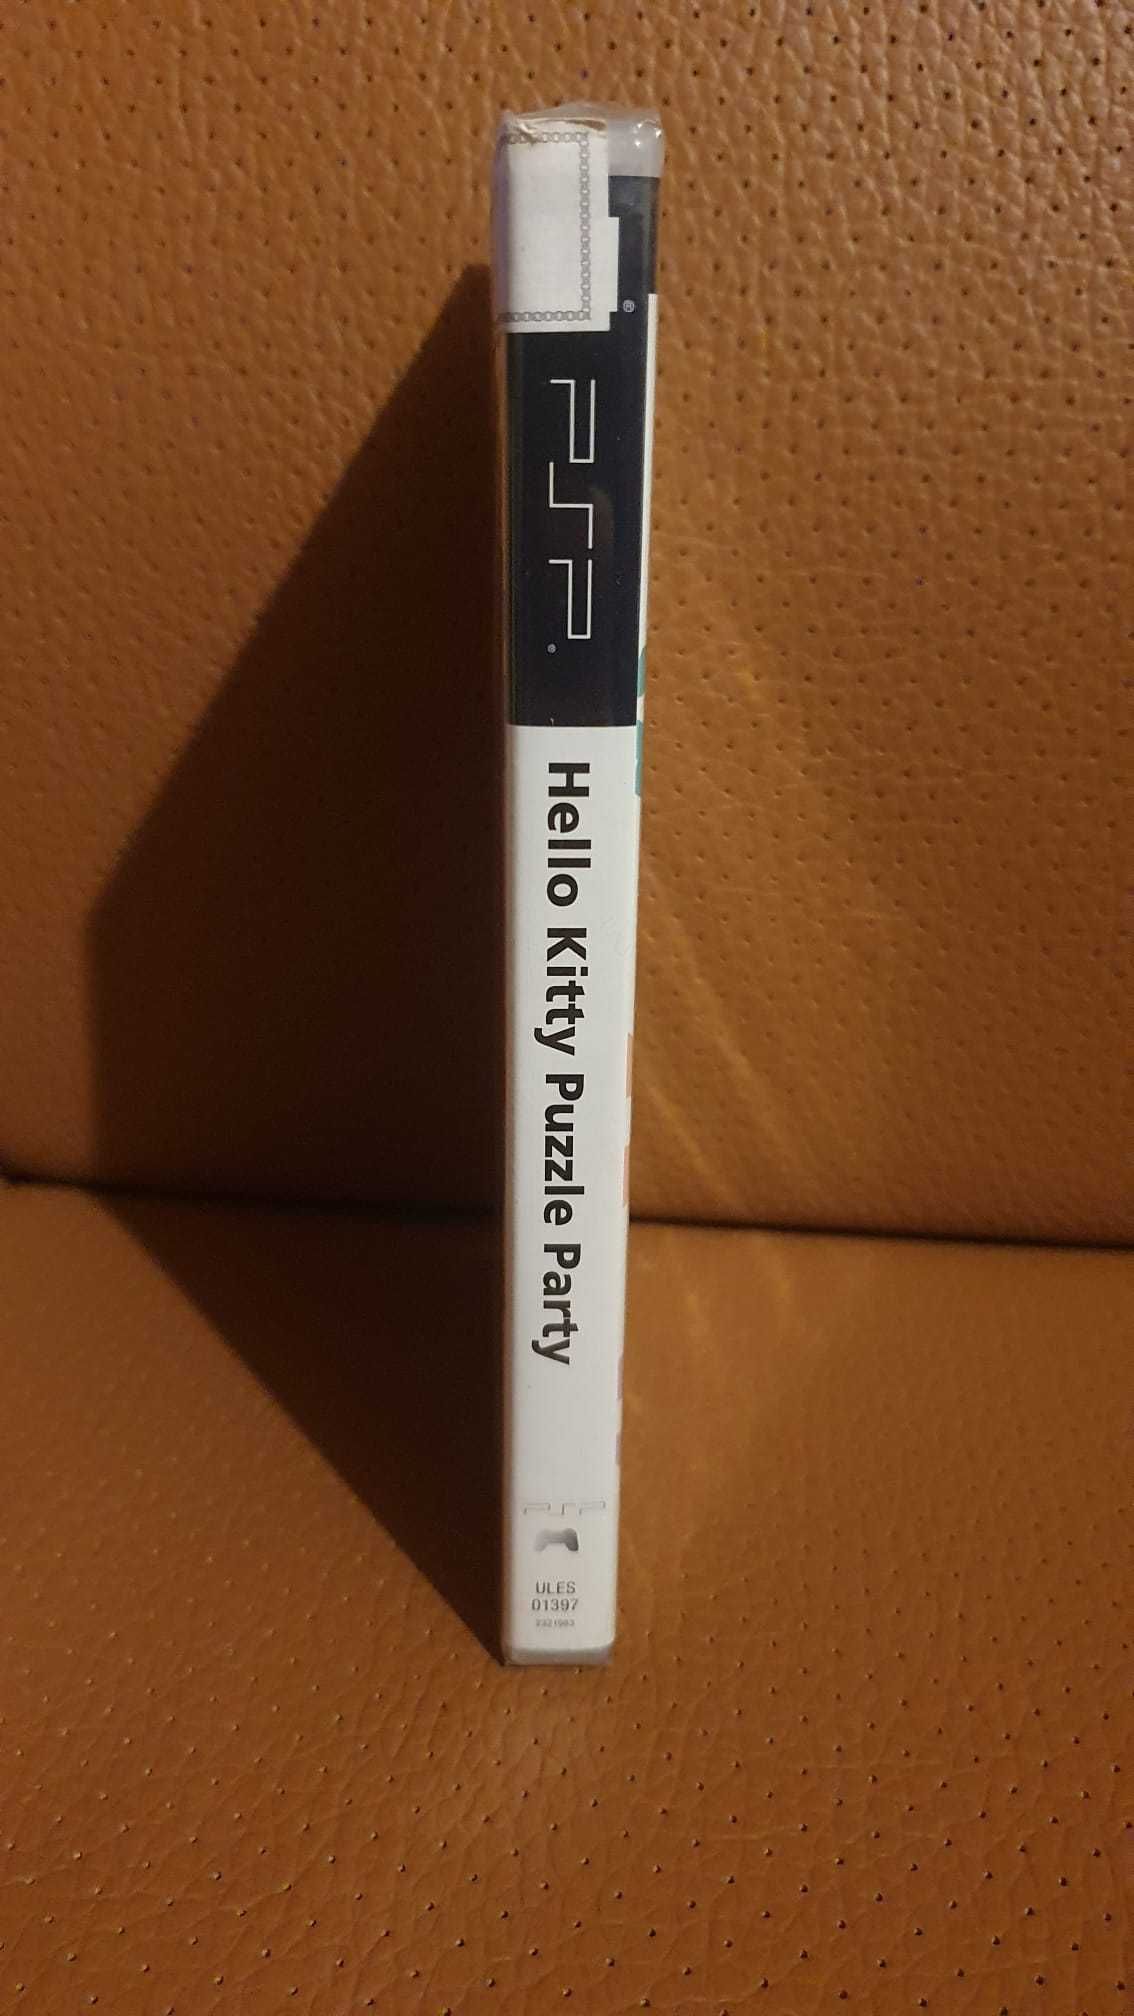 PSP
Hello Kitty Puzzle Party
PSP
ULES
01397